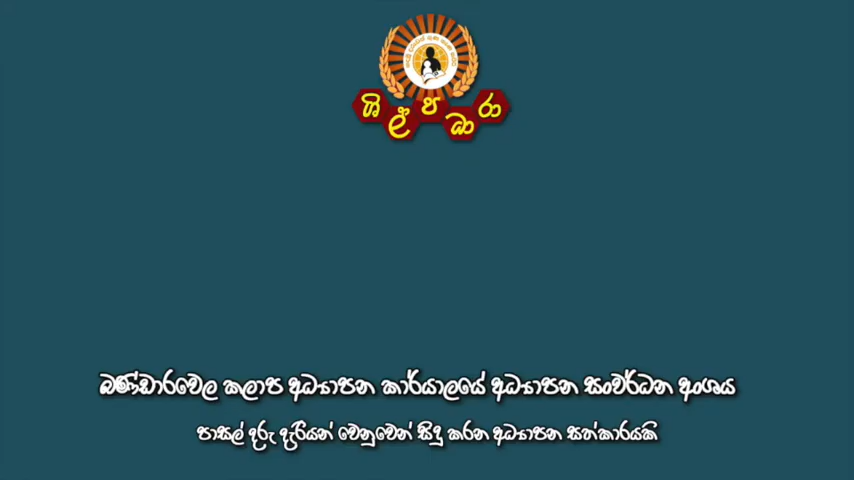 ශිල්පධාරා
බණ්ඩාරවෙල කලාප අධ්‍යාපන කාර්යාලයේ අධ්‍යාපන සංවර්ධන අංශය
පාසල් දරු දැරියන් වෙනුවෙන් සිදු කරන අධ්‍යාපන සත්කාරයකි